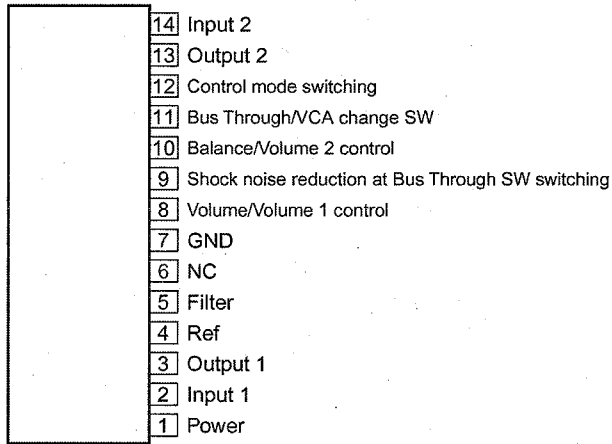 14 Input 2
13 Output 2
12 Control mode switching
11 Bus Through/VCA change SW
10 Balance/Volume 2 control
9 Shock noise reduction at Bus Through SW switching
8 Volume/Volume 1 control
7 GND
6 NC
5 Filter
4 Ref
3 Output 1
2 Input 1
1 Power